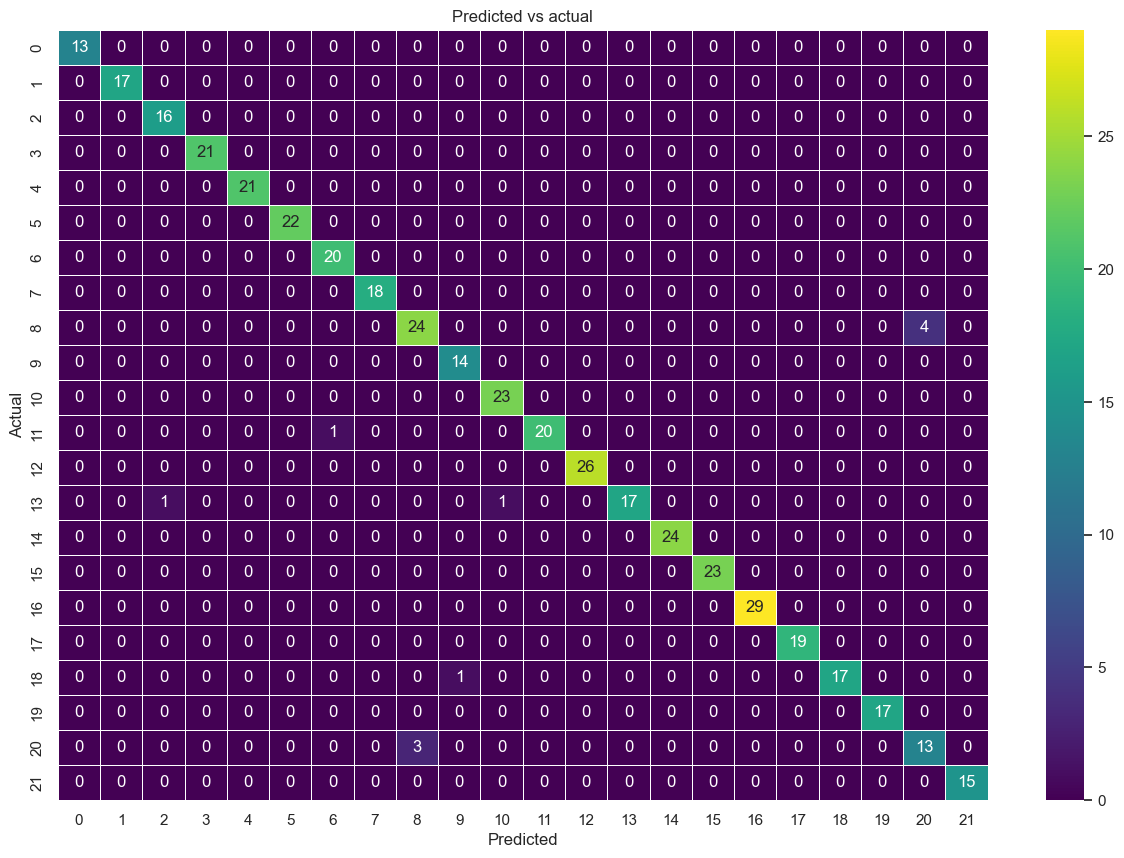 Predicted vs actual
0 13 0 0 0 0 0 0 0 0 0 0 0 0 0 0 0 0 0 0 0 0 0
1 0 17 0 0 0 0 0 0 0 0 0 0 0 0 0 0 0 0 0 0 0 0
2 0 0 16 0 0 0 0 0 0 0 0 0 0 0 0 0 0 0 0 0 0 0
3 0 0 0 21 0 0 0 0 0 0 0 0 0 0 0 0 0 0 0 0 0 0
4 0 0 0 0 21 0 0 0 0 0 0 0 0 0 0 0 0 0 0 0 0 0
5 0 0 0 0 0 22 0 0 0 0 0 0 0 0 0 0 0 0 0 0 0 0
6 0 0 0 0 0 0 20 0 0 0 0 0 0 0 0 0 0 0 0 0 0 0
7 0 0 0 0 0 0 0 18 0 0 0 0 0 0 0 0 0 0 0 0 0 0
8 0 0 0 0 0 0 0 0 24 0 0 0 0 0 0 0 0 0 0 0 4 0
9 0 0 0 0 0 0 0 0 0 14 0 0 0 0 0 0 0 0 0 0 0 0
10 0 0 0 0 0 0 0 0 0 0 23 0 0 0 0 0 0 0 0 0 0 0
11 0 0 0 0 0 0 1 0 0 0 0 20 0 0 0 0 0 0 0 0 0 0
12 0 0 0 0 0 0 0 0 0 0 0 0 26 0 0 0 0 0 0 0 0 0
13 0 0 1 0 0 0 0 0 0 0 1 0 0 17 0 0 0 0 0 0 0 0
14 0 0 0 0 0 0 0 0 0 0 0 0 0 0 24 0 0 0 0 0 0 0
15 0 0 0 0 0 0 0 0 0 0 0 0 0 0 0 23 0 0 0 0 0 0
16 0 0 0 0 0 0 0 0 0 0 0 0 0 0 0 0 29 0 0 0 0 0
17 0 0 0 0 0 0 0 0 0 0 0 0 0 0 0 0 0 19 0 0 0 0
18 0 0 0 0 0 0 0 0 0 1 0 0 0 0 0 0 0 0 17 0 0 0
19 0 0 0 0 0 0 0 0 0 0 0 0 0 0 0 0 0 0 0 17 0 0
20 0 0 0 0 0 0 0 0 3 0 0 0 0 0 0 0 0 0 0 0 13 0
21 0 0 0 0 0 0 0 0 0 0 0 0 0 0 0 0 0 0 0 0 0 15
0 1 2 3 4 5 6 7 8 9 10 11 12 13 14 15 16 17 18 19 20 21
Predicted
Actual
25
20
15
10
5
0